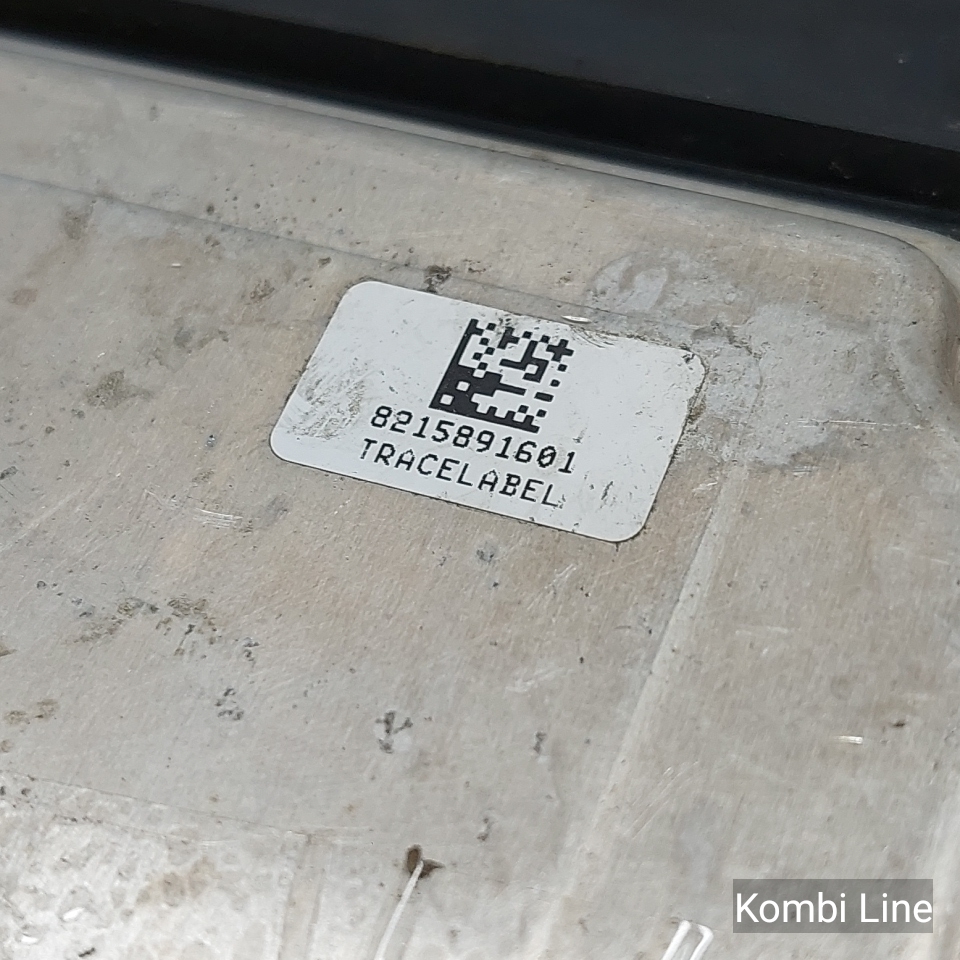 8215891601
TRACELABEL
Kombi Line